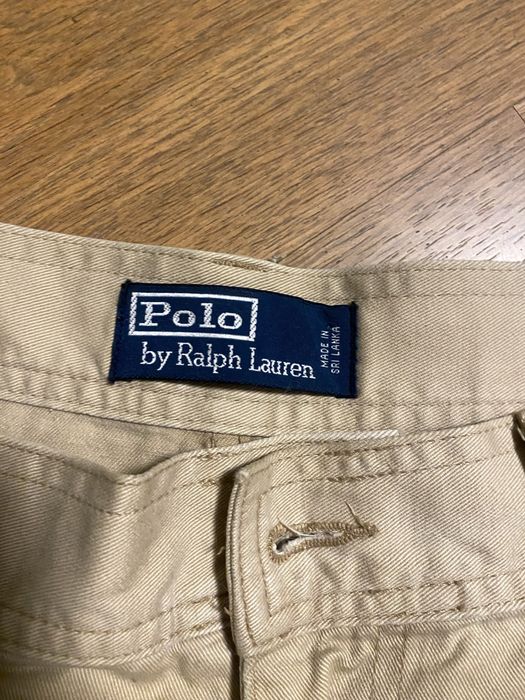 Polo
by Ralph Lauren
MADE IN
SRI LANKA